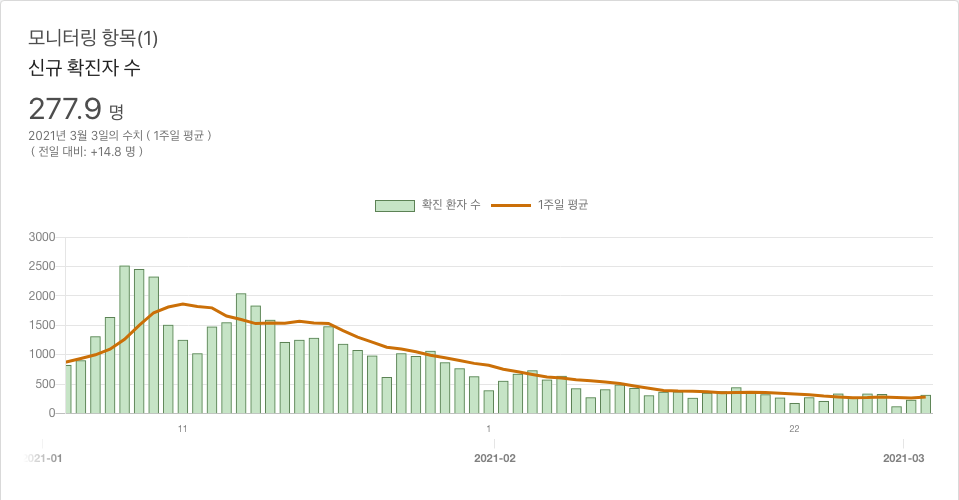 모니터링 항목(1)
신규 확진자 수
277.9 명
2021년 3월 3일의 수치 ( 1주일 평균 )
( 전일 대비: +14.8 명 )
확진 환자 수
1주일 평균
3000
2500
2000
1500
1000
500
0
11
1
22
2021-01
2021-02
2021-03